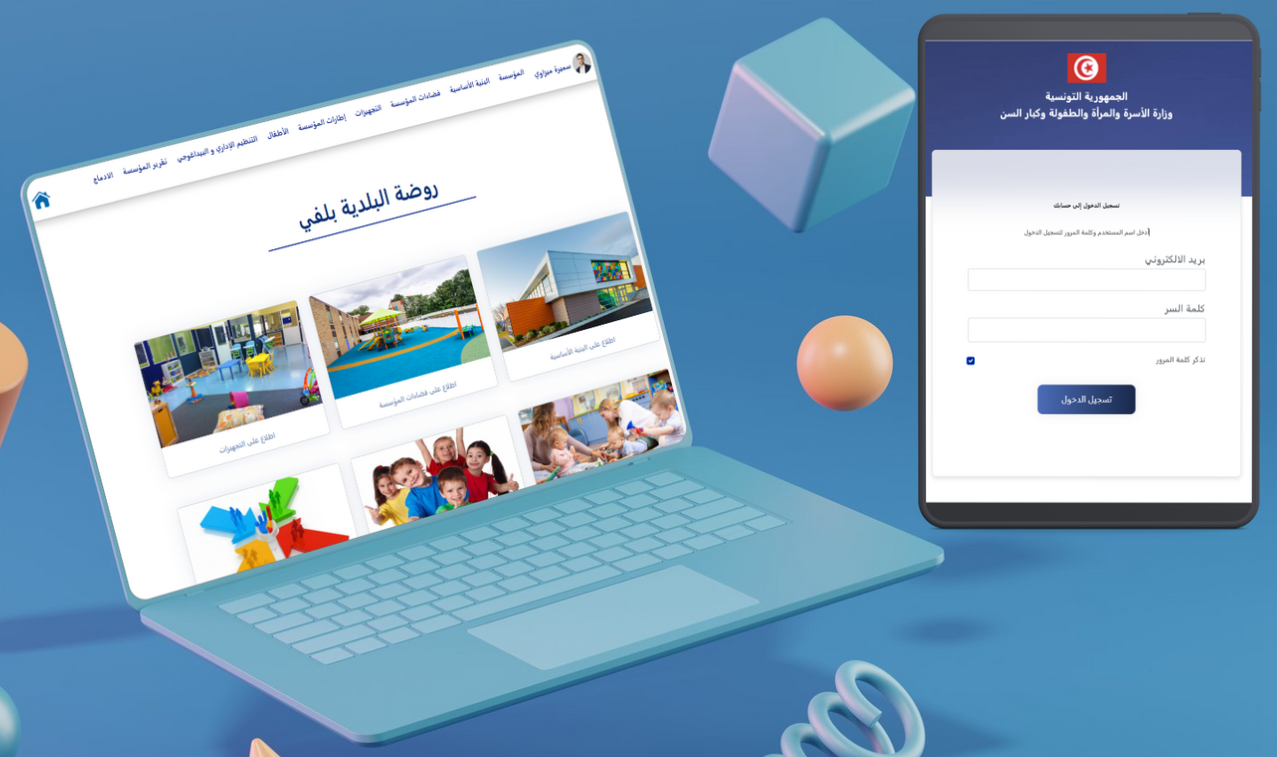 سميرة ميزاوي المؤسسة البنية الأساسية فضاءات المؤسسة التجهيزات إطارات المؤسسة الأطفال التنظيم الإداري و البيداغوجي تقرير المؤسسة الادماج
روضة البلدية بلفي
اطلاع على البنية الأساسية
اطلاع على فضاءات المؤسسة
اطلاع على التجهيزات
الجمهورية التونسية
وزارة الأسرة والمرأة والطفولة وكبار السن
تسجيل الدخول إلى حسابك
أدخل اسم المستخدم وكلمة المرور لتسجيل الدخول
بريد الالكتروني
كلمة السر
تذكر كلمة المرور
تسجيل الدخول